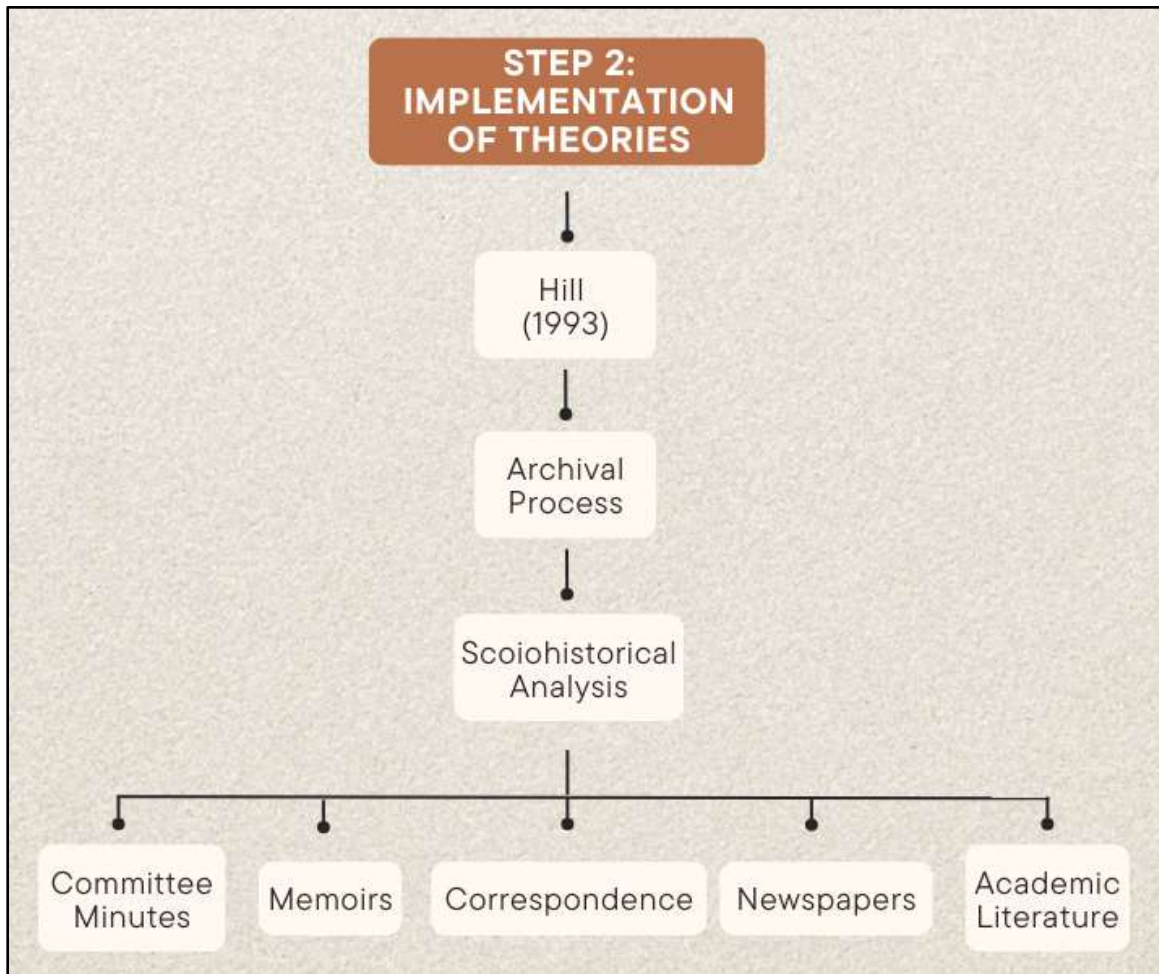 STEP 2:
IMPLEMENTATION
OF THEORIES
Hill
(1993)
Archival
Process
Scoiohistorical
Analysis
Committee
Minutes
Memoirs
Correspondence
Newspapers
Academic
Literature